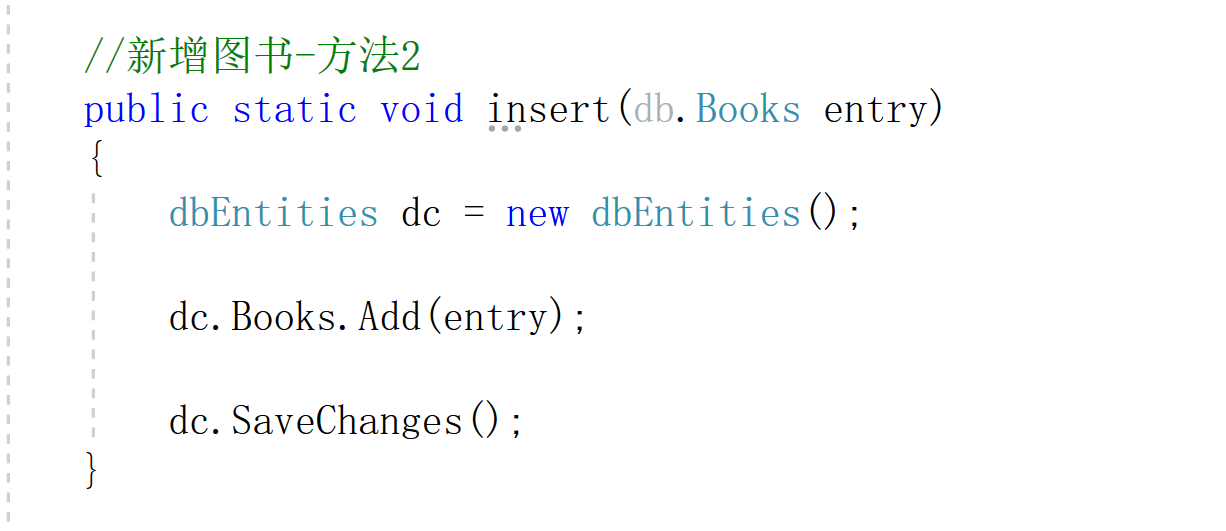 //新增图书-方法2
public static void insert(db.Books entry)
{
dbEntities dc = new dbEntities();
dc.Books.Add(entry);
dc.SaveChanges();
}